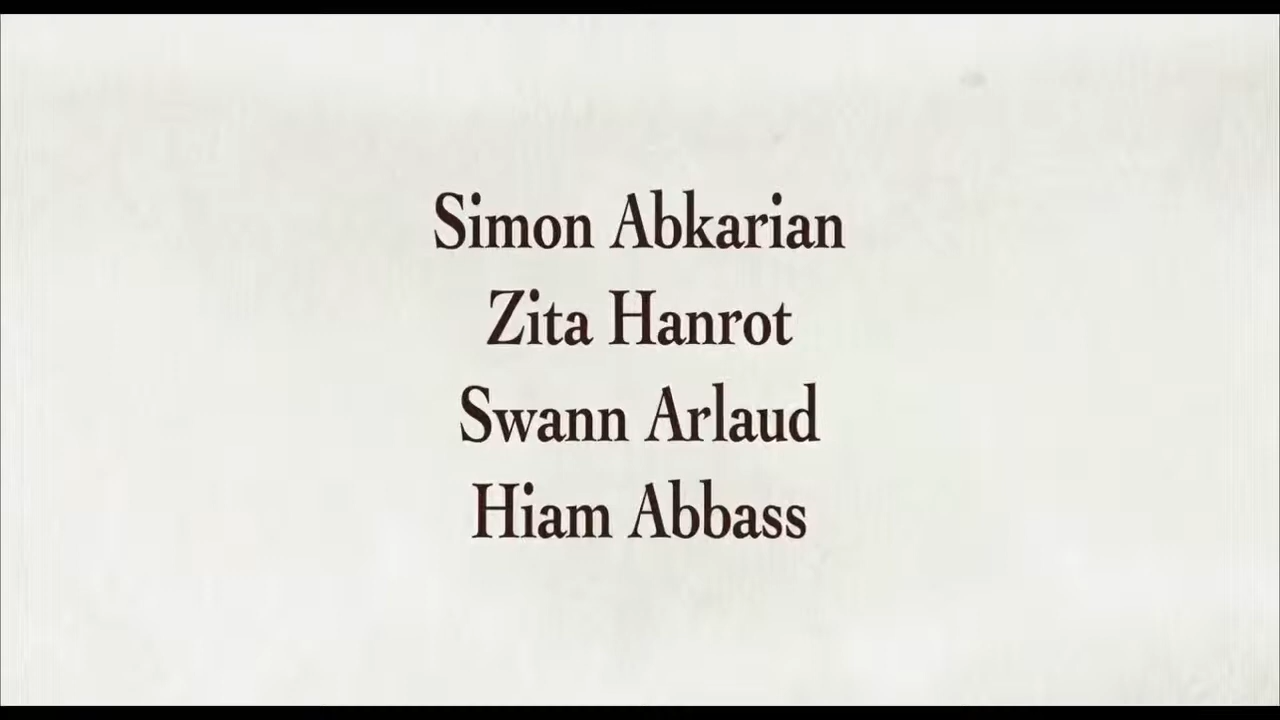 Simon Abkarian
Zita Hanrot
Swann Arlaud
Hiam Abbass